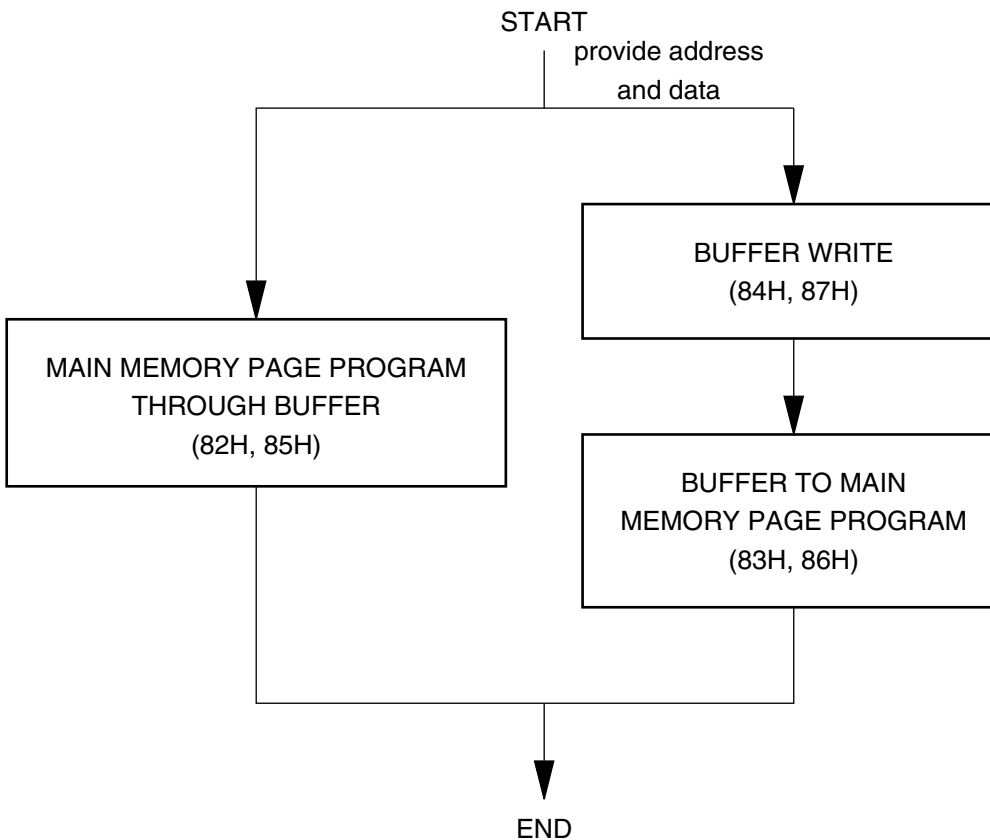 START
provide address
and data
BUFFER WRITE
(84H, 87H)
MAIN MEMORY PAGE PROGRAM
THROUGH BUFFER
(82H, 85H)
BUFFER TO MAIN
MEMORY PAGE PROGRAM
(83H, 86H)
END